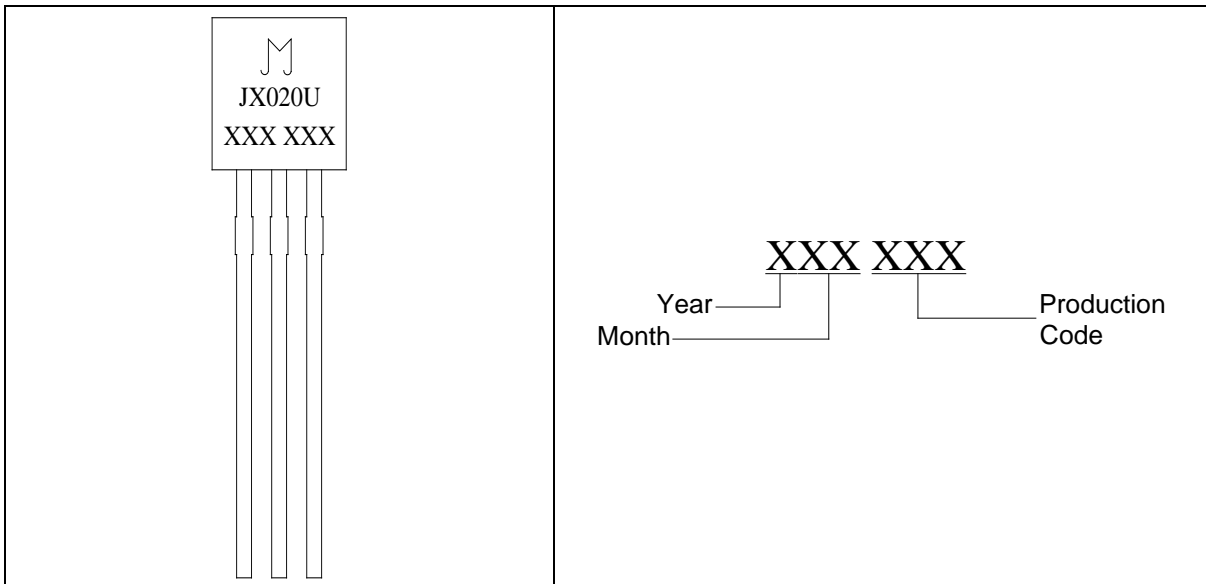 JX020U
XXX XXX
XXX XXX
Year
Month
Production
Code